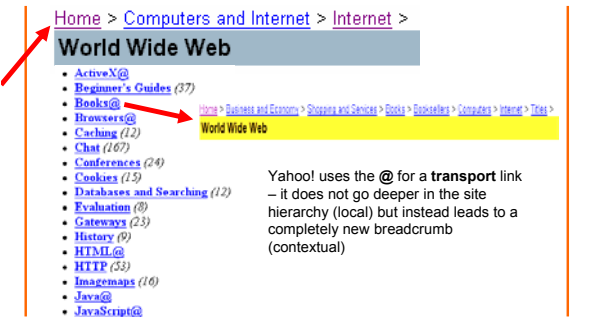 Home > Computers and Internet > Internet >
World Wide Web
• ActiveX@
• Beginner's Guides (37)
• Books@
• Browsers@
• Caching (12)
• Chat (167)
• Conferences (24)
• Cookies (15)
• Databases and Searching (12)
• Evaluation (8)
• Gateways (23)
• History (9)
• HTML@
• HTTP (53)
• Imagemaps (16)
• Java@
• JavaScript@
Home > Business and Economy > Shopping and Services > Books > Booksellers > Computers > Internet > Titles >
World Wide Web
Yahoo! uses the @ for a transport link
– it does not go deeper in the site
hierarchy (local) but instead leads to a
completely new breadcrumb
(contextual)